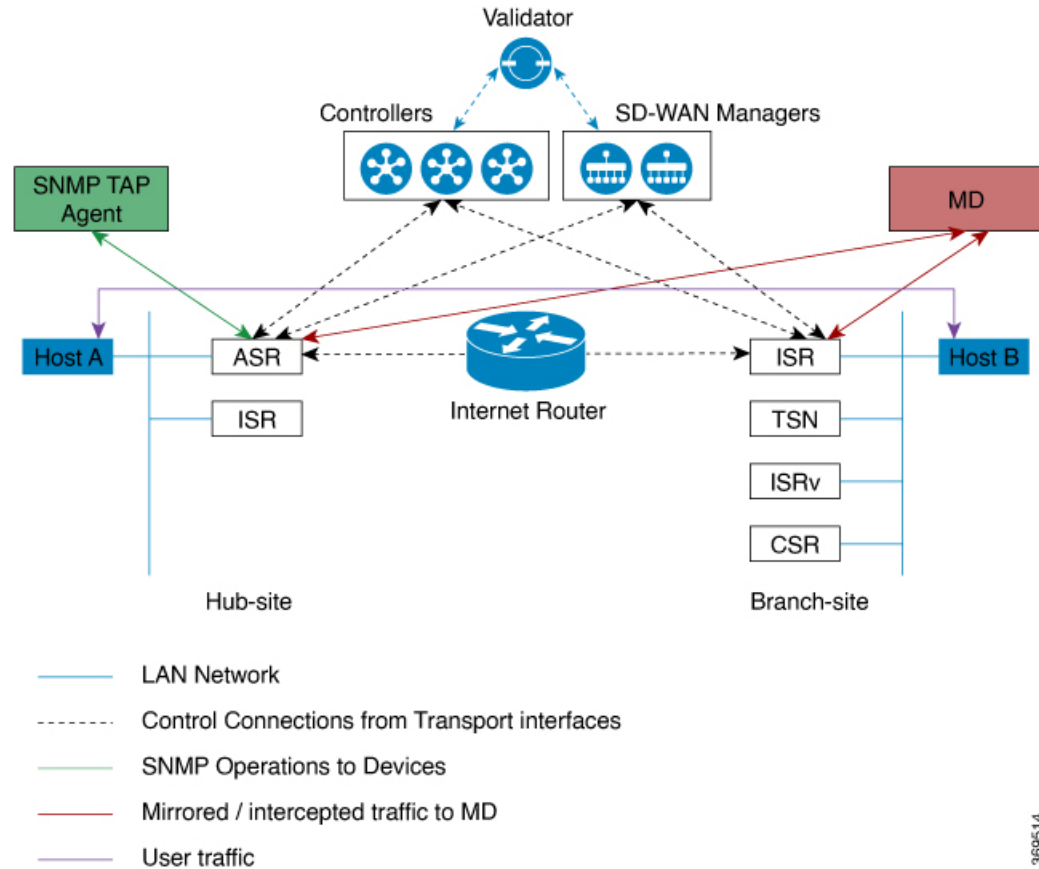 Validator
Controllers
SD-WAN Managers
SNMP TAP
Agent
MD
Host A
ASR
ISR
Host B
Internet Router
ISR
TSN
ISRv
CSR
Hub-site
Branch-site
LAN Network
Control Connections from Transport interfaces
SNMP Operations to Devices
Mirrored / intercepted traffic to MD
User traffic
369514